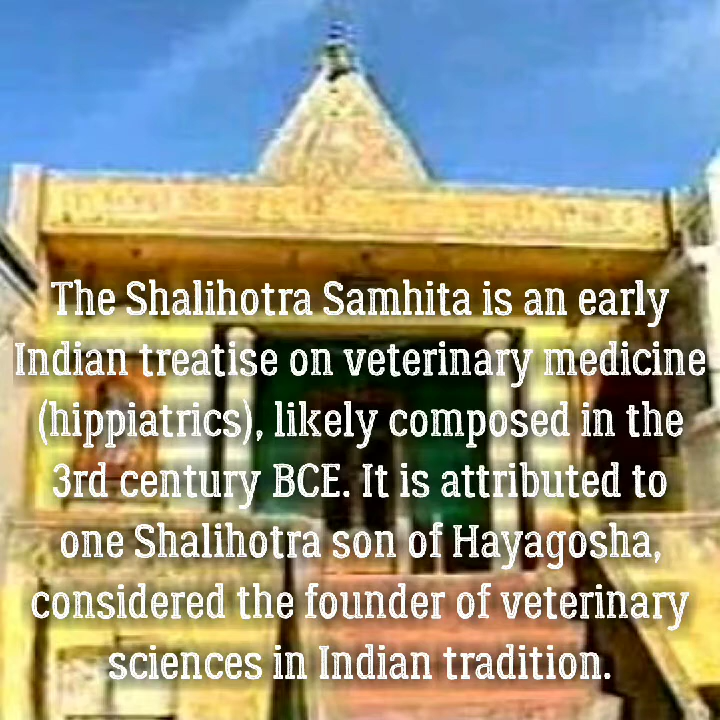 The Shalihotra Samhita is an early
Indian treatise on veterinary medicine
(hippiatrics), likely composed in the
3rd century BCE. It is attributed to
one Shalihotra son of Hayagosha,
considered the founder of veterinary
sciences in Indian tradition.